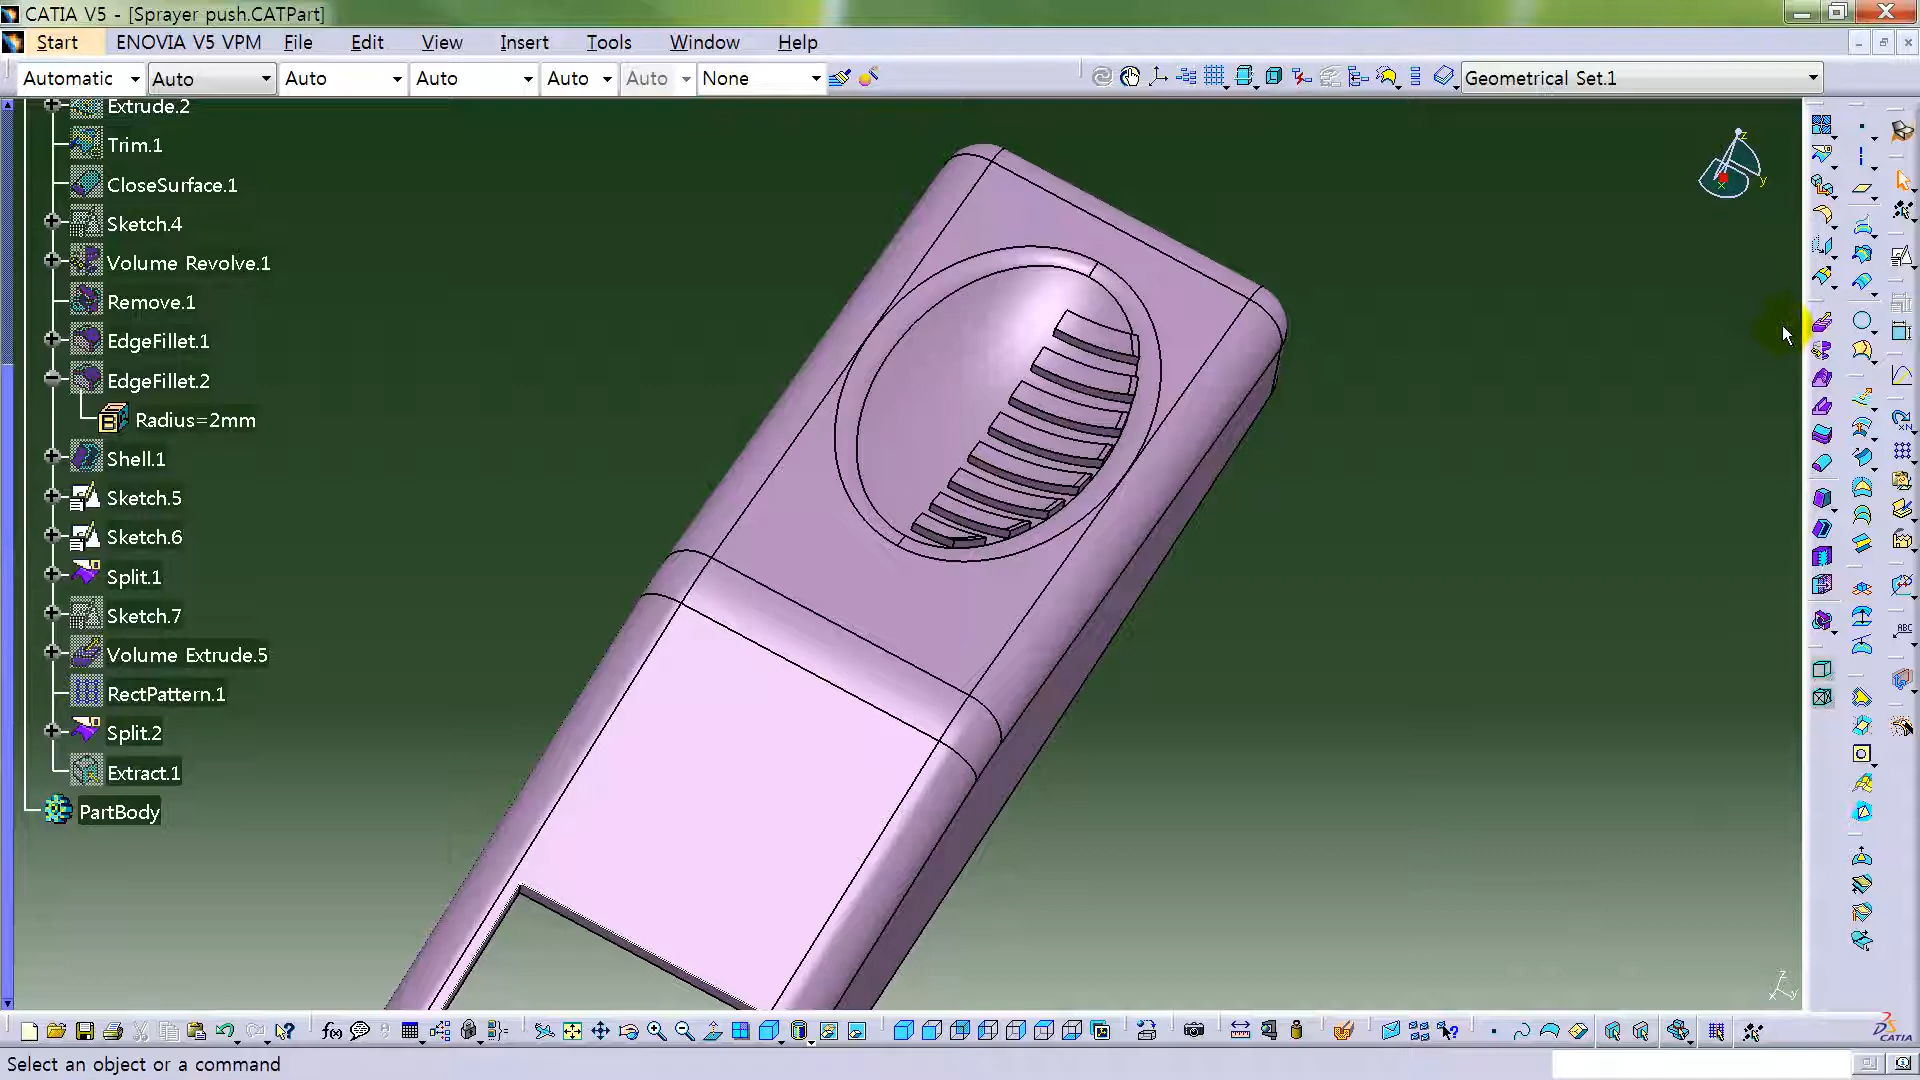 CATIA V5 - [Sprayer push.CATPart]
Start ENOVIA V5 VPM File Edit View Insert Tools Window Help
Automatic Auto Auto Auto Auto Auto None Geometrical Set.1
Extrude.2
Trim.1
CloseSurface.1
Sketch.4
Volume Revolve.1
Remove.1
EdgeFillet.1
EdgeFillet.2
Radius=2mm
Shell.1
Sketch.5
Sketch.6
Split.1
Sketch.7
Volume Extrude.5
RectPattern.1
Split.2
Extract.1
PartBody
z
y
x
ABC
z
x y
f(x)
CATIA
Select an object or a command